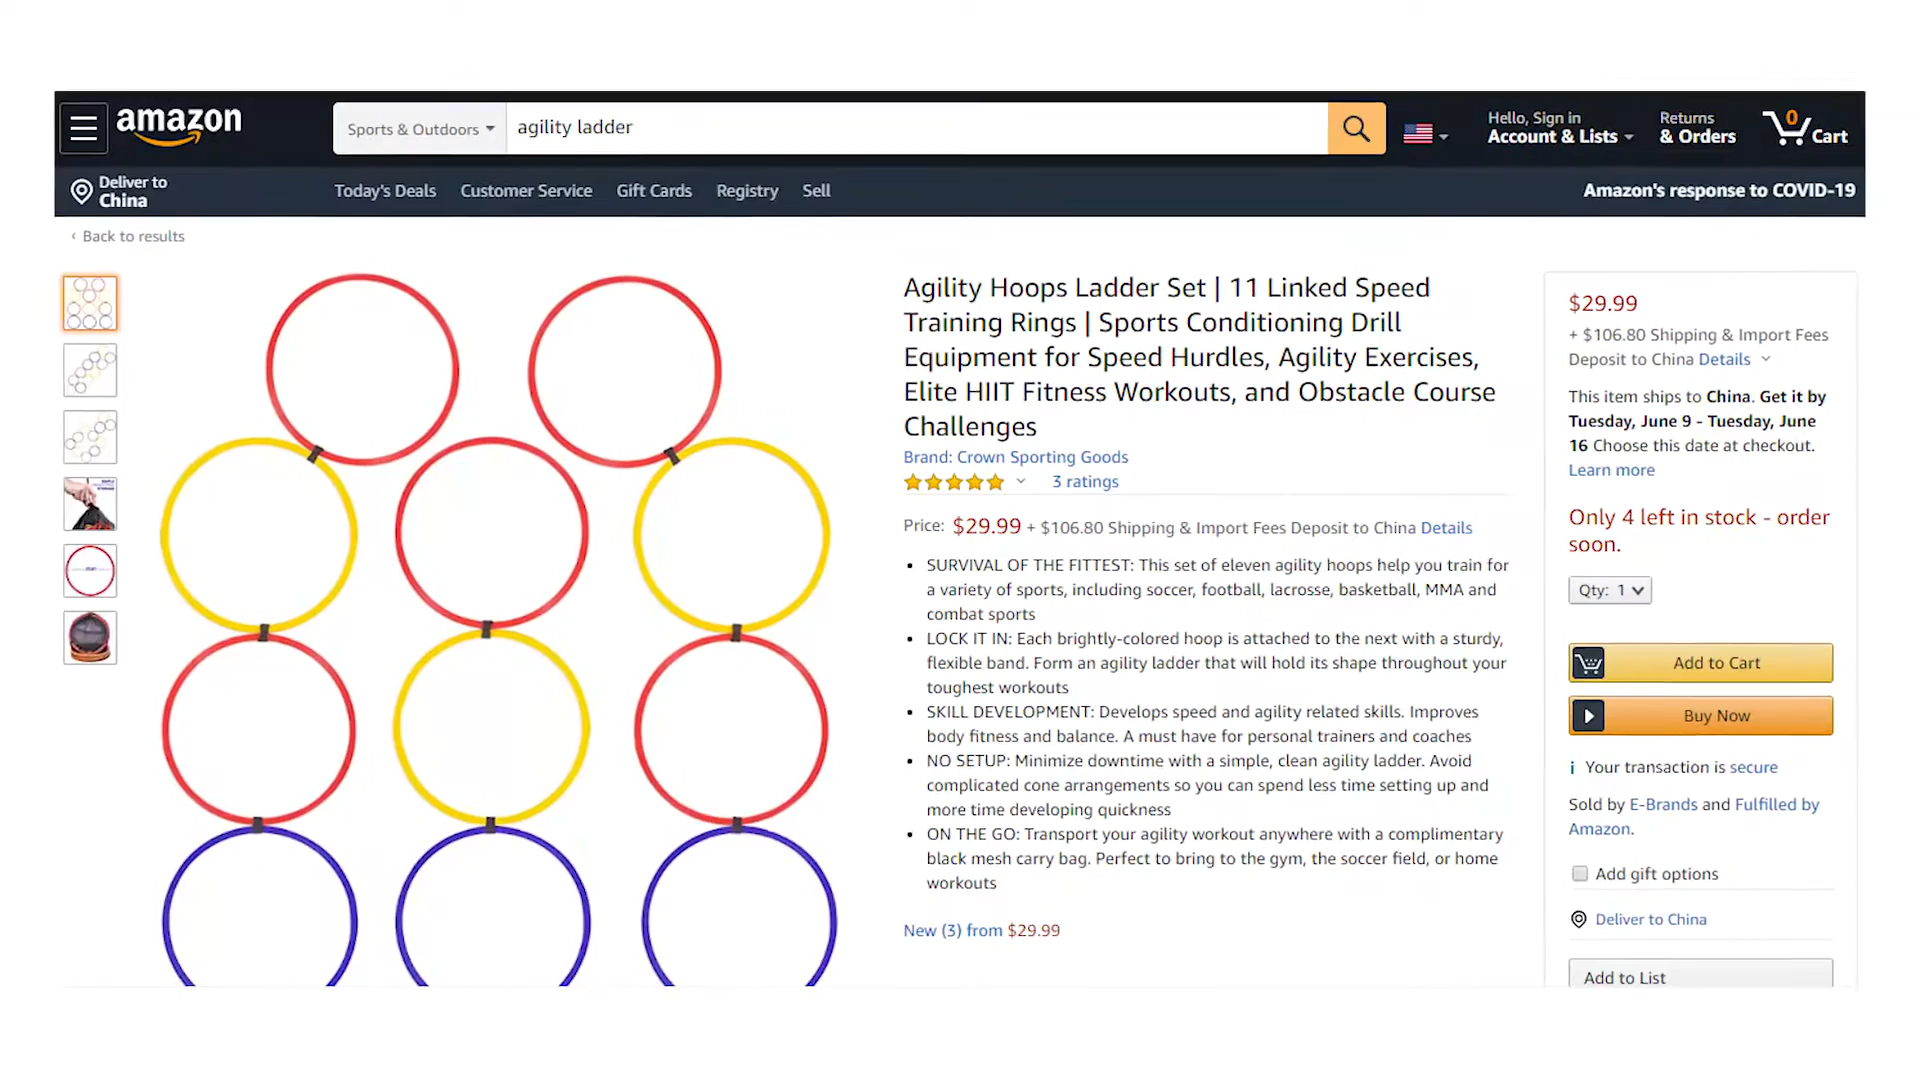 amazon
Sports & Outdoors
agility ladder
Hello, Sign in
Account & Lists
Returns
& Orders
0
Cart
Deliver to
China
Today's Deals
Customer Service
Gift Cards
Registry
Sell
Amazon's response to COVID-19
‹ Back to results
Agility Hoops Ladder Set | 11 Linked Speed
Training Rings | Sports Conditioning Drill
Equipment for Speed Hurdles, Agility Exercises,
Elite HIIT Fitness Workouts, and Obstacle Course
Challenges
Brand: Crown Sporting Goods
3 ratings
Price: $29.99 + $106.80 Shipping & Import Fees Deposit to China Details
• SURVIVAL OF THE FITTEST: This set of eleven agility hoops help you train for
a variety of sports, including soccer, football, lacrosse, basketball, MMA and
combat sports
• LOCK IT IN: Each brightly-colored hoop is attached to the next with a sturdy,
flexible band. Form an agility ladder that will hold its shape throughout your
toughest workouts
• SKILL DEVELOPMENT: Develops speed and agility related skills. Improves
body fitness and balance. A must have for personal trainers and coaches
• NO SETUP: Minimize downtime with a simple, clean agility ladder. Avoid
complicated cone arrangements so you can spend less time setting up and
more time developing quickness
• ON THE GO: Transport your agility workout anywhere with a complimentary
black mesh carry bag. Perfect to bring to the gym, the soccer field, or home
workouts
New (3) from $29.99
$29.99
+ $106.80 Shipping & Import Fees
Deposit to China Details
This item ships to China. Get it by
Tuesday, June 9 - Tuesday, June
16 Choose this date at checkout.
Learn more
Only 4 left in stock - order
soon.
Qty: 1
Add to Cart
Buy Now
Your transaction is secure
Sold by E-Brands and Fulfilled by
Amazon.
Add gift options
Deliver to China
Add to List